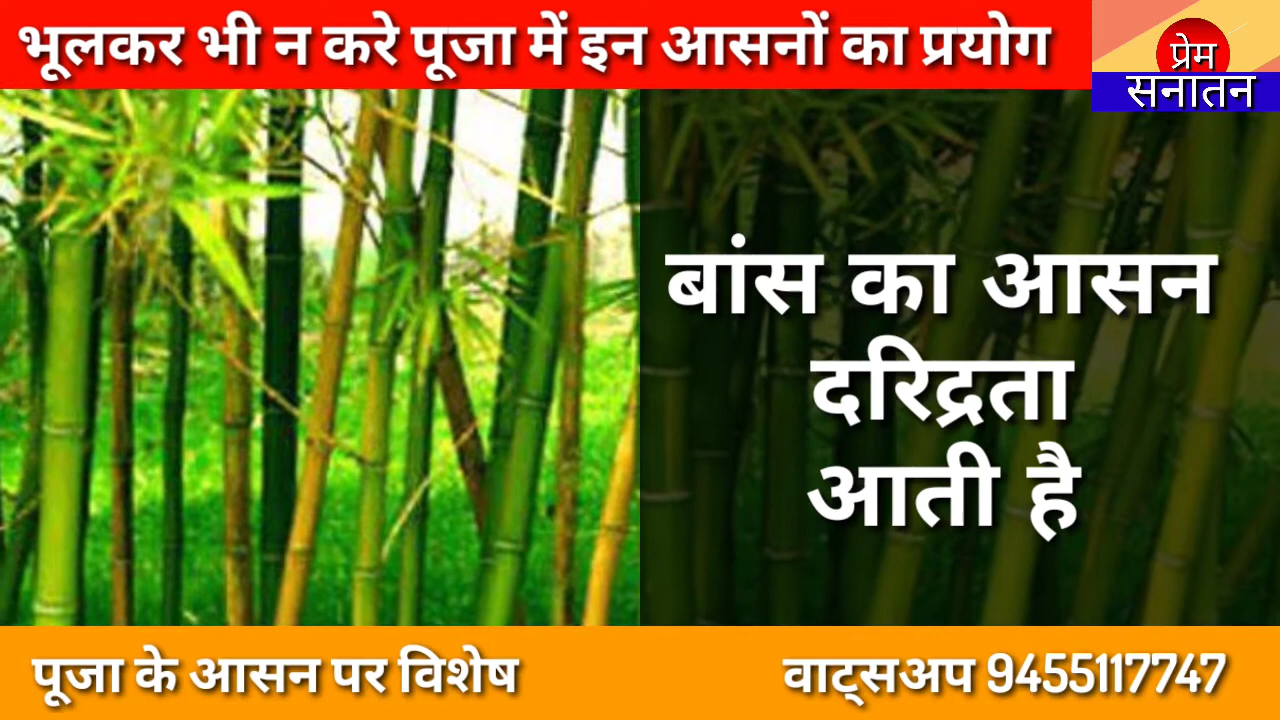 भूलकर भी न करे पूजा में इन आसनों का प्रयोग
प्रेम
सनातन
बांस का आसन
दरिद्रता
आती है
पूजा के आसन पर विशेष
वाट्सअप 9455117747